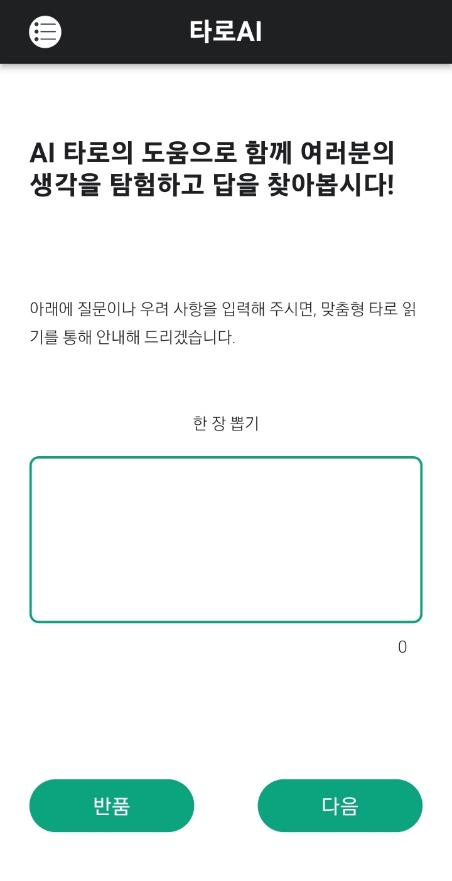 타로AI
AI 타로의 도움으로 함께 여러분의
생각을 탐험하고 답을 찾아봅시다!
아래에 질문이나 우려 사항을 입력해 주시면, 맞춤형 타로 읽
기를 통해 안내해 드리겠습니다.
한 장 뽑기
0
반품
다음